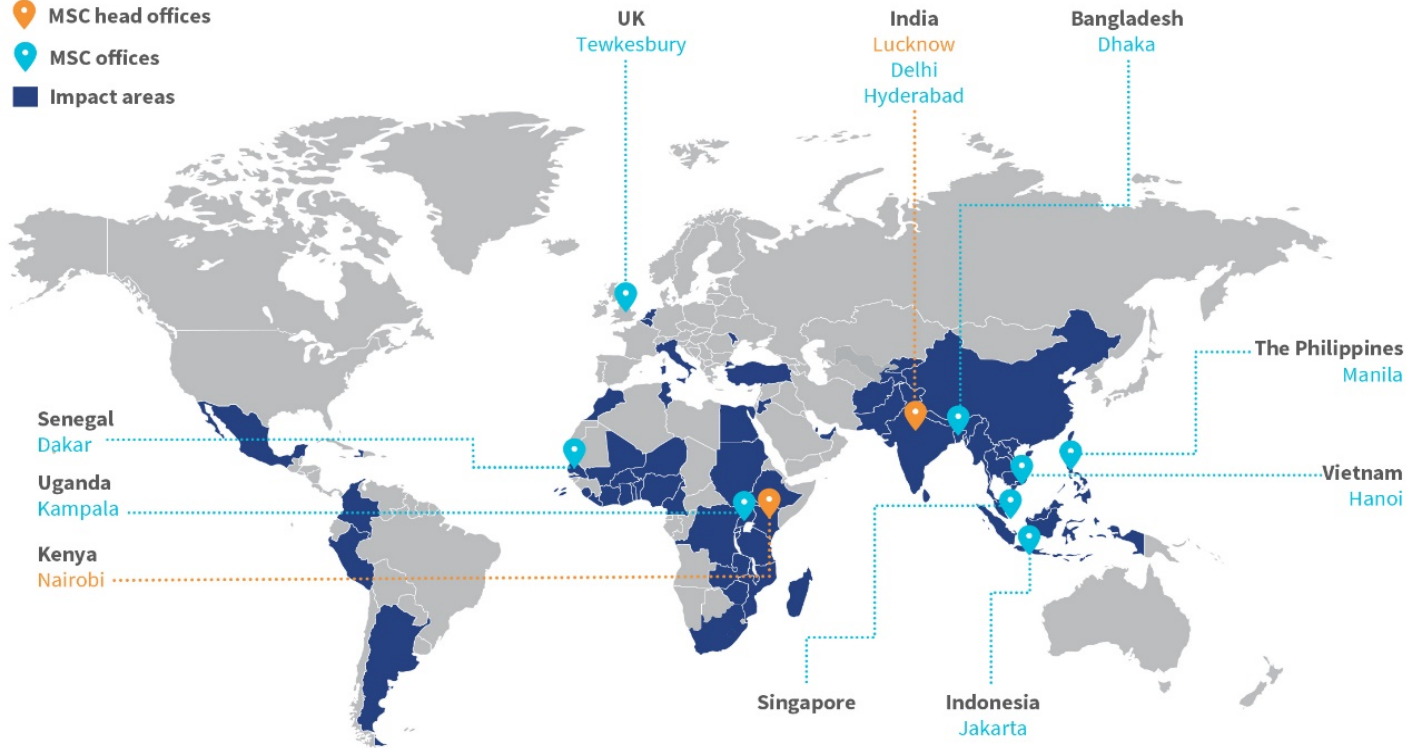 MSC head offices
MSC offices
Impact areas
UK
Tewkesbury
India
Lucknow
Delhi
Hyderabad
Bangladesh
Dhaka
The Philippines
Manila
Senegal
Dakar
Uganda
Kampala
Vietnam
Hanoi
Kenya
Nairobi
Singapore
Indonesia
Jakarta